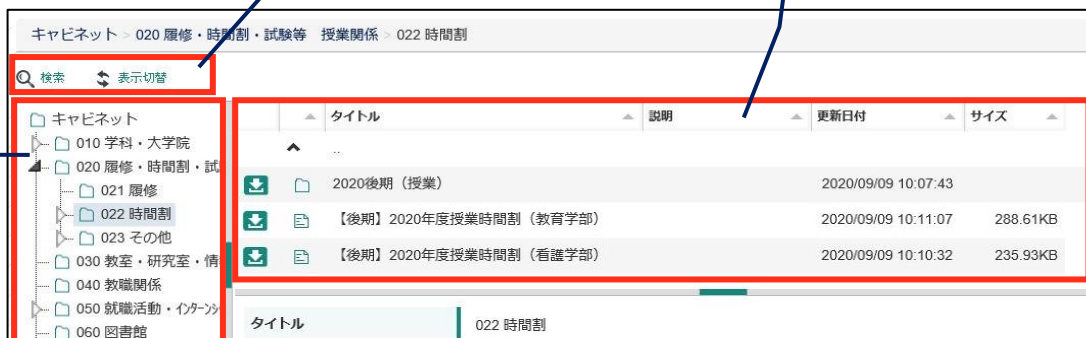 キャビネット > 020 履修・時間割・試験等 授業関係 > 022 時間割
検索 表示切替
キャビネット
010 学科・大学院
020 履修・時間割・試
021 履修
022 時間割
023 その他
030 教室・研究室・情
040 教職関係
050 就職活動・インターンシ
060 図書館
タイトル 説明 更新日付 サイズ
..
2020後期（授業） 2020/09/09 10:07:43
【後期】2020年度授業時間割（教育学部） 2020/09/09 10:11:07 288.61KB
【後期】2020年度授業時間割（看護学部） 2020/09/09 10:10:32 235.93KB
タイトル 022 時間割